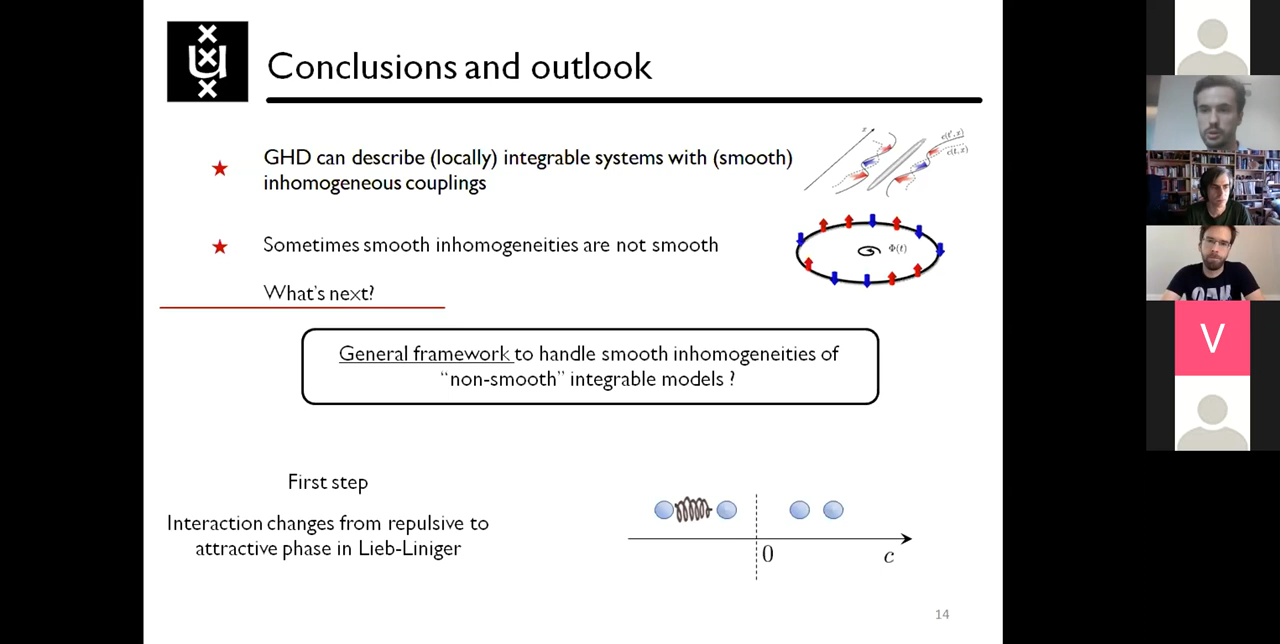 Conclusions and outlook
GHD can describe (locally) integrable systems with (smooth)
inhomogeneous couplings
c(t',x)
c(t,x)
x
Sometimes smooth inhomogeneities are not smooth
Φ(t)
What's next?
General framework to handle smooth inhomogeneities of
"non-smooth" integrable models ?
First step
Interaction changes from repulsive to
attractive phase in Lieb-Liniger
0
c
14
U
V